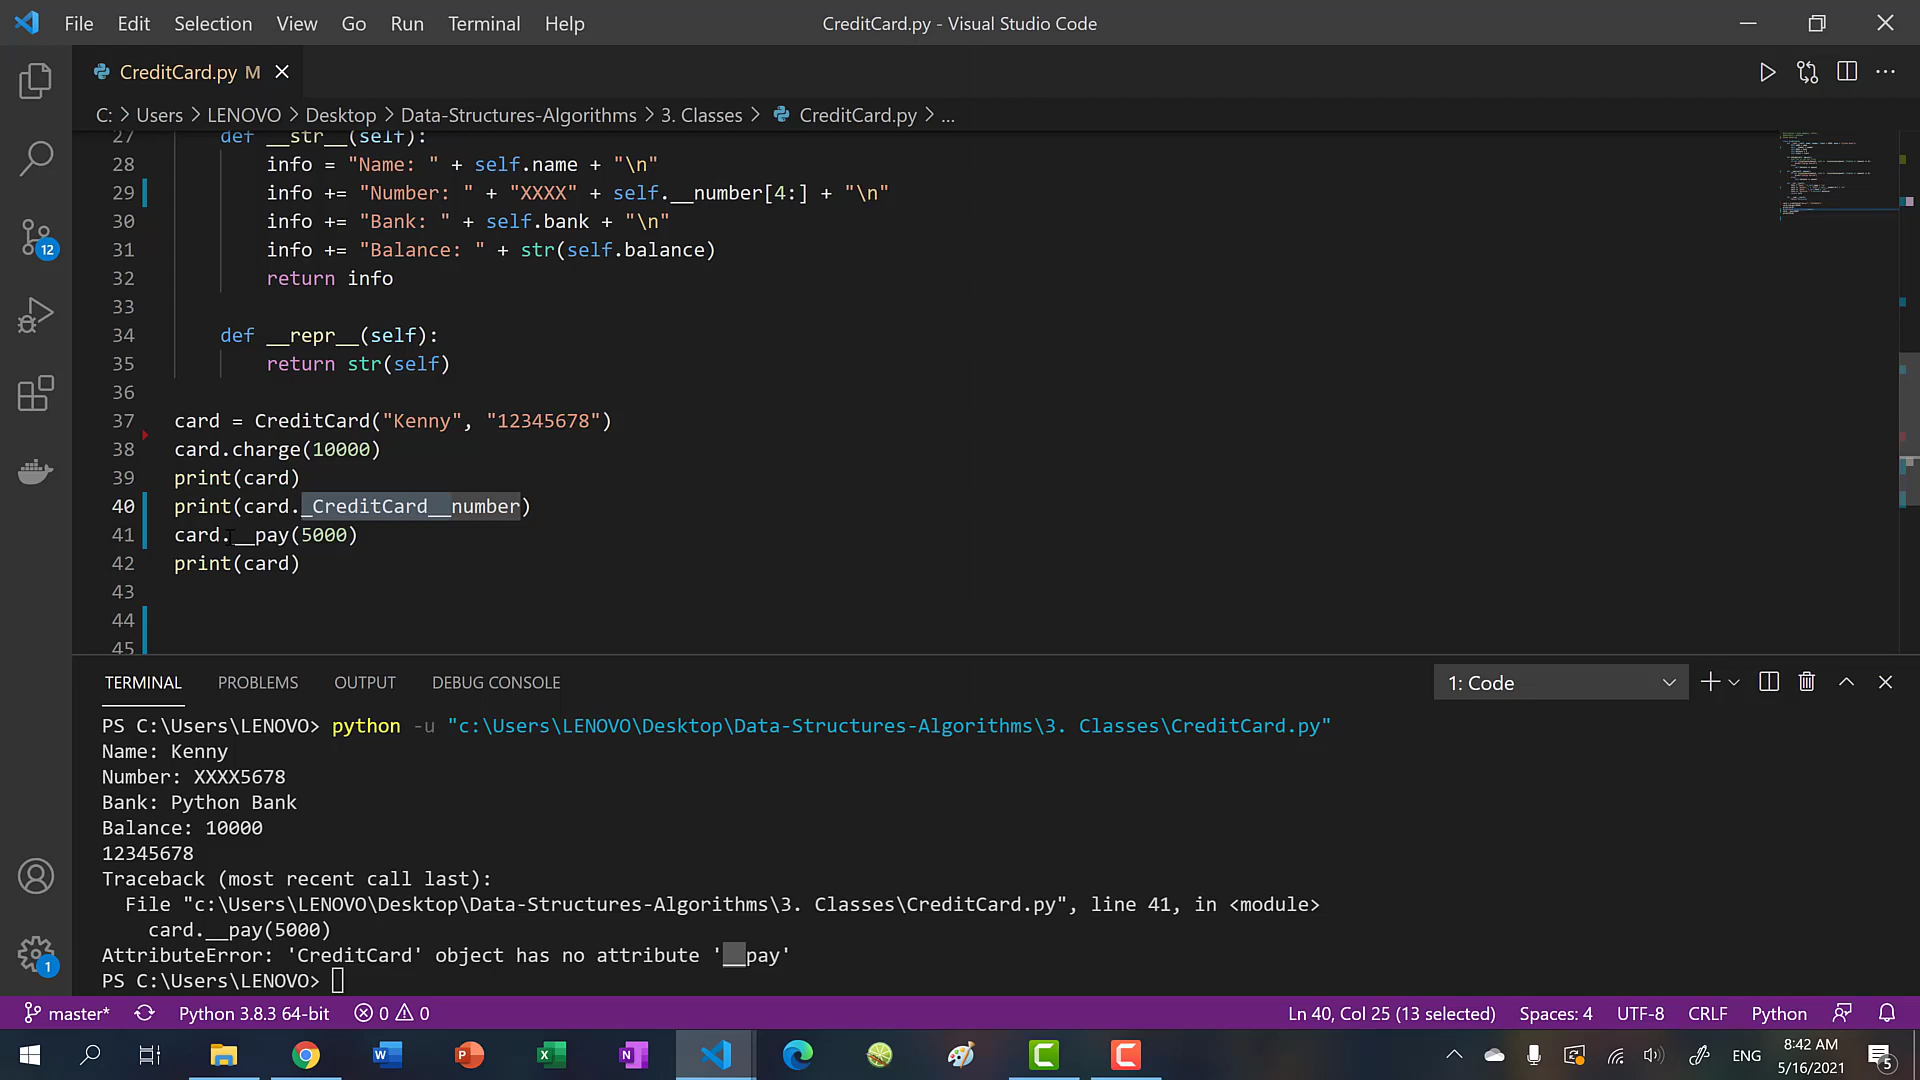 File Edit Selection View Go Run Terminal Help CreditCard.py - Visual Studio Code
CreditCard.py M
C: > Users > LENOVO > Desktop > Data-Structures-Algorithms > 3. Classes > CreditCard.py > ...
27 def __str__(self):
28 info = "Name: " + self.name + "\n"
29 info += "Number: " + "XXXX" + self.__number[4:] + "\n"
30 info += "Bank: " + self.bank + "\n"
31 info += "Balance: " + str(self.balance)
32 return info
33
34 def __repr__(self):
35 return str(self)
36
37 card = CreditCard("Kenny", "12345678")
38 card.charge(10000)
39 print(card)
40 print(card._CreditCard__number)
41 card.__pay(5000)
42 print(card)
43
44
45
12
TERMINAL PROBLEMS OUTPUT DEBUG CONSOLE 1: Code
PS C:\Users\LENOVO> python -u "c:\Users\LENOVO\Desktop\Data-Structures-Algorithms\3. Classes\CreditCard.py"
Name: Kenny
Number: XXXX5678
Bank: Python Bank
Balance: 10000
12345678
Traceback (most recent call last):
File "c:\Users\LENOVO\Desktop\Data-Structures-Algorithms\3. Classes\CreditCard.py", line 41, in <module>
card.__pay(5000)
AttributeError: 'CreditCard' object has no attribute '__pay'
PS C:\Users\LENOVO>
1
master* Python 3.8.3 64-bit 0 0 Ln 40, Col 25 (13 selected) Spaces: 4 UTF-8 CRLF Python
ENG 8:42 AM
5/16/2021
5